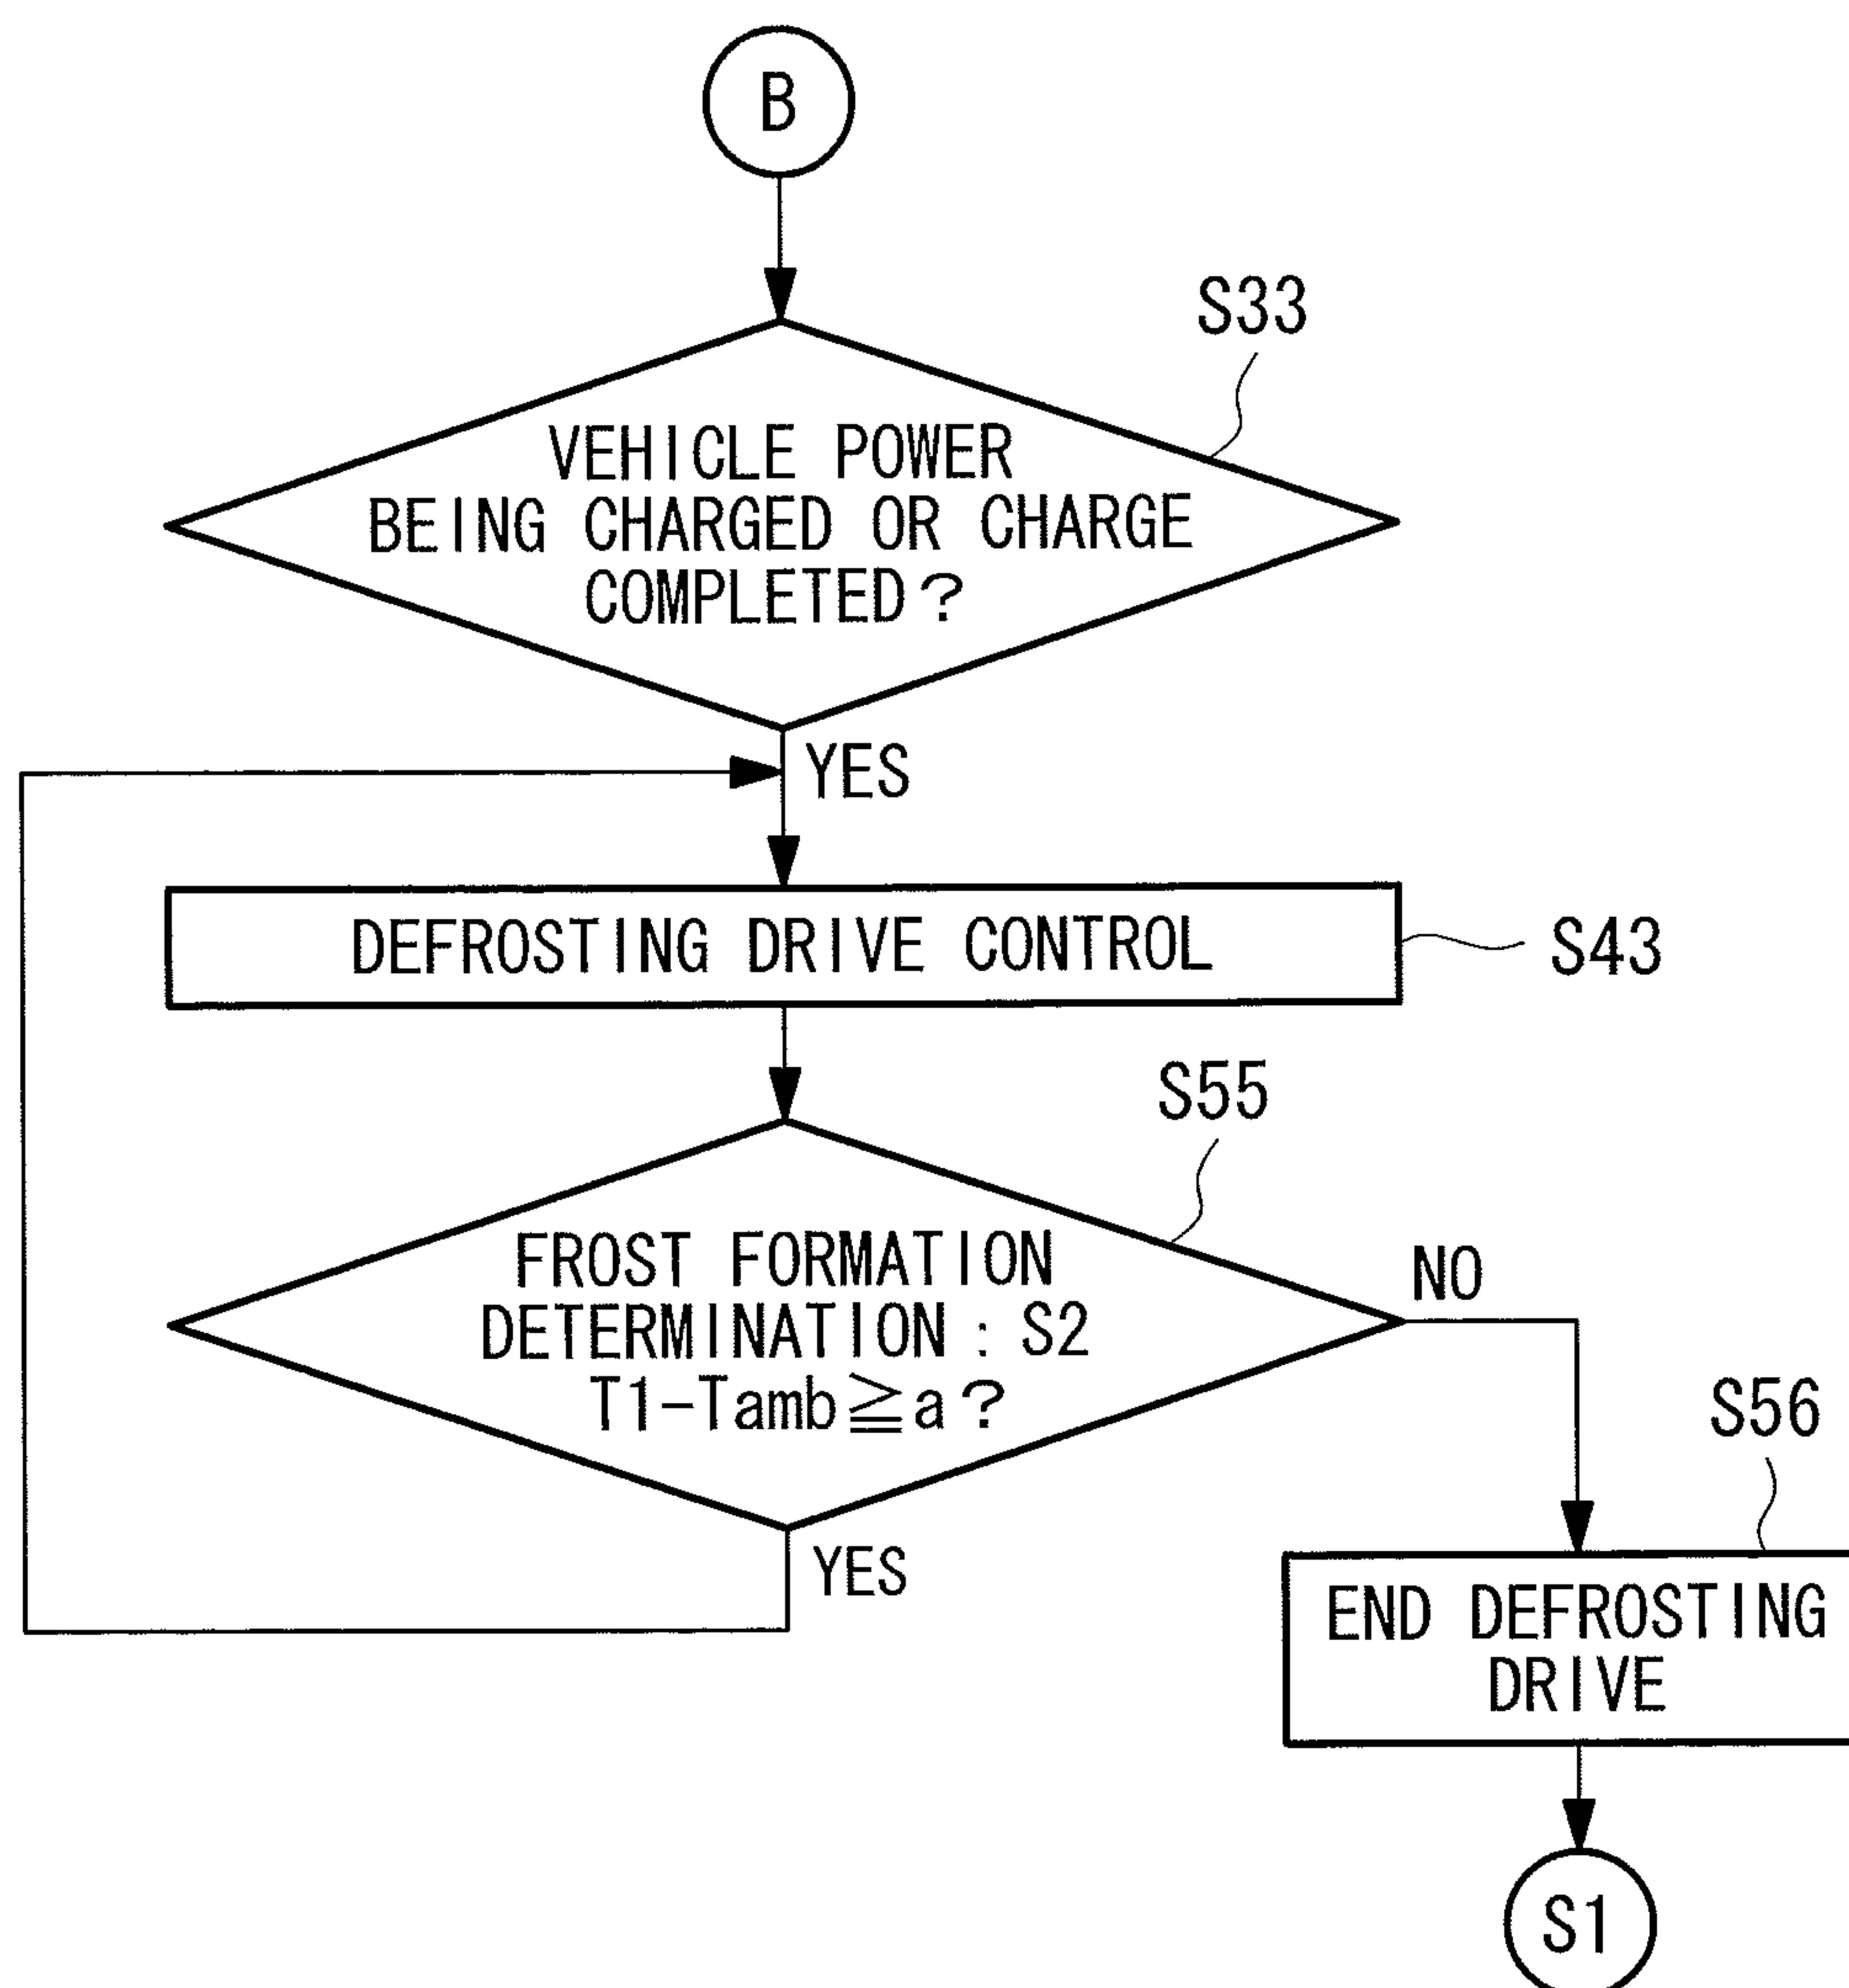 B
S33
VEHICLE POWER
BEING CHARGED OR CHARGE
COMPLETED?
YES
DEFROSTING DRIVE CONTROL
S43
S55
FROST FORMATION
DETERMINATION : S2
T1-Tamb≧a?
NO
YES
S56
END DEFROSTING
DRIVE
S1